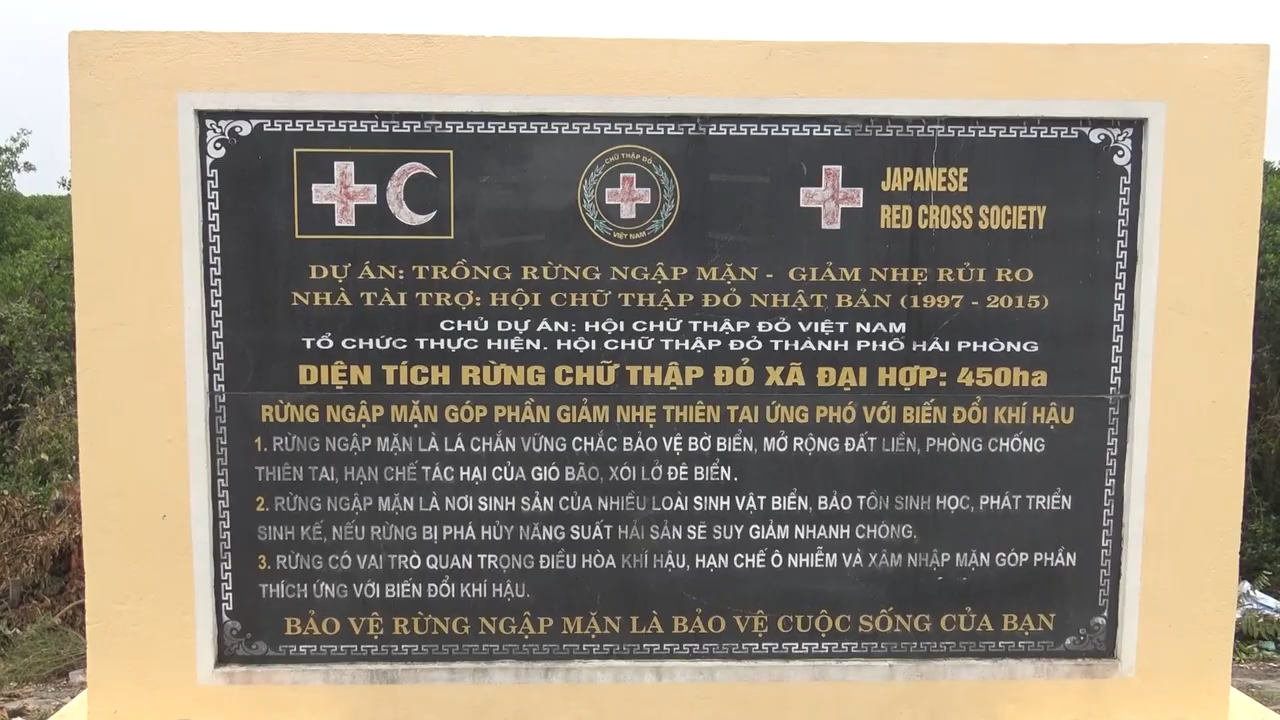 CHỮ THẬP ĐỎ
VIỆT NAM
JAPANESE
RED CROSS SOCIETY
DỰ ÁN: TRỒNG RỪNG NGẬP MẶN - GIẢM NHẸ RỦI RO
NHÀ TÀI TRỢ: HỘI CHỮ THẬP ĐỎ NHẬT BẢN (1997 - 2015)
CHỦ DỰ ÁN: HỘI CHỮ THẬP ĐỎ VIỆT NAM
TỔ CHỨC THỰC HIỆN. HỘI CHỮ THẬP ĐỎ THÀNH PHỐ HẢI PHÒNG
DIỆN TÍCH RỪNG CHỮ THẬP ĐỎ XÃ ĐẠI HỢP: 450ha
RỪNG NGẬP MẶN GÓP PHẦN GIẢM NHẸ THIÊN TAI ỨNG PHÓ VỚI BIẾN ĐỔI KHÍ HẬU
1. RỪNG NGẬP MẶN LÀ LÁ CHẮN VỮNG CHẮC BẢO VỆ BỜ BIỂN, MỞ RỘNG ĐẤT LIỀN, PHÒNG CHỐNG
THIÊN TAI, HẠN CHẾ TÁC HẠI CỦA GIÓ BÃO, XÓI LỞ ĐÊ BIỂN.
2. RỪNG NGẬP MẶN LÀ NƠI SINH SẢN CỦA NHIỀU LOÀI SINH VẬT BIỂN, BẢO TỒN SINH HỌC, PHÁT TRIỂN
SINH KẾ, NẾU RỪNG BỊ PHÁ HỦY NĂNG SUẤT HẢI SẢN SẼ SUY GIẢM NHANH CHÓNG.
3. RỪNG CÓ VAI TRÒ QUAN TRỌNG ĐIỀU HÒA KHÍ HẬU, HẠN CHẾ Ô NHIỄM VÀ XÂM NHẬP MẶN GÓP PHẦN
THÍCH ỨNG VỚI BIẾN ĐỔI KHÍ HẬU.
BẢO VỆ RỪNG NGẬP MẶN LÀ BẢO VỆ CUỘC SỐNG CỦA BẠN